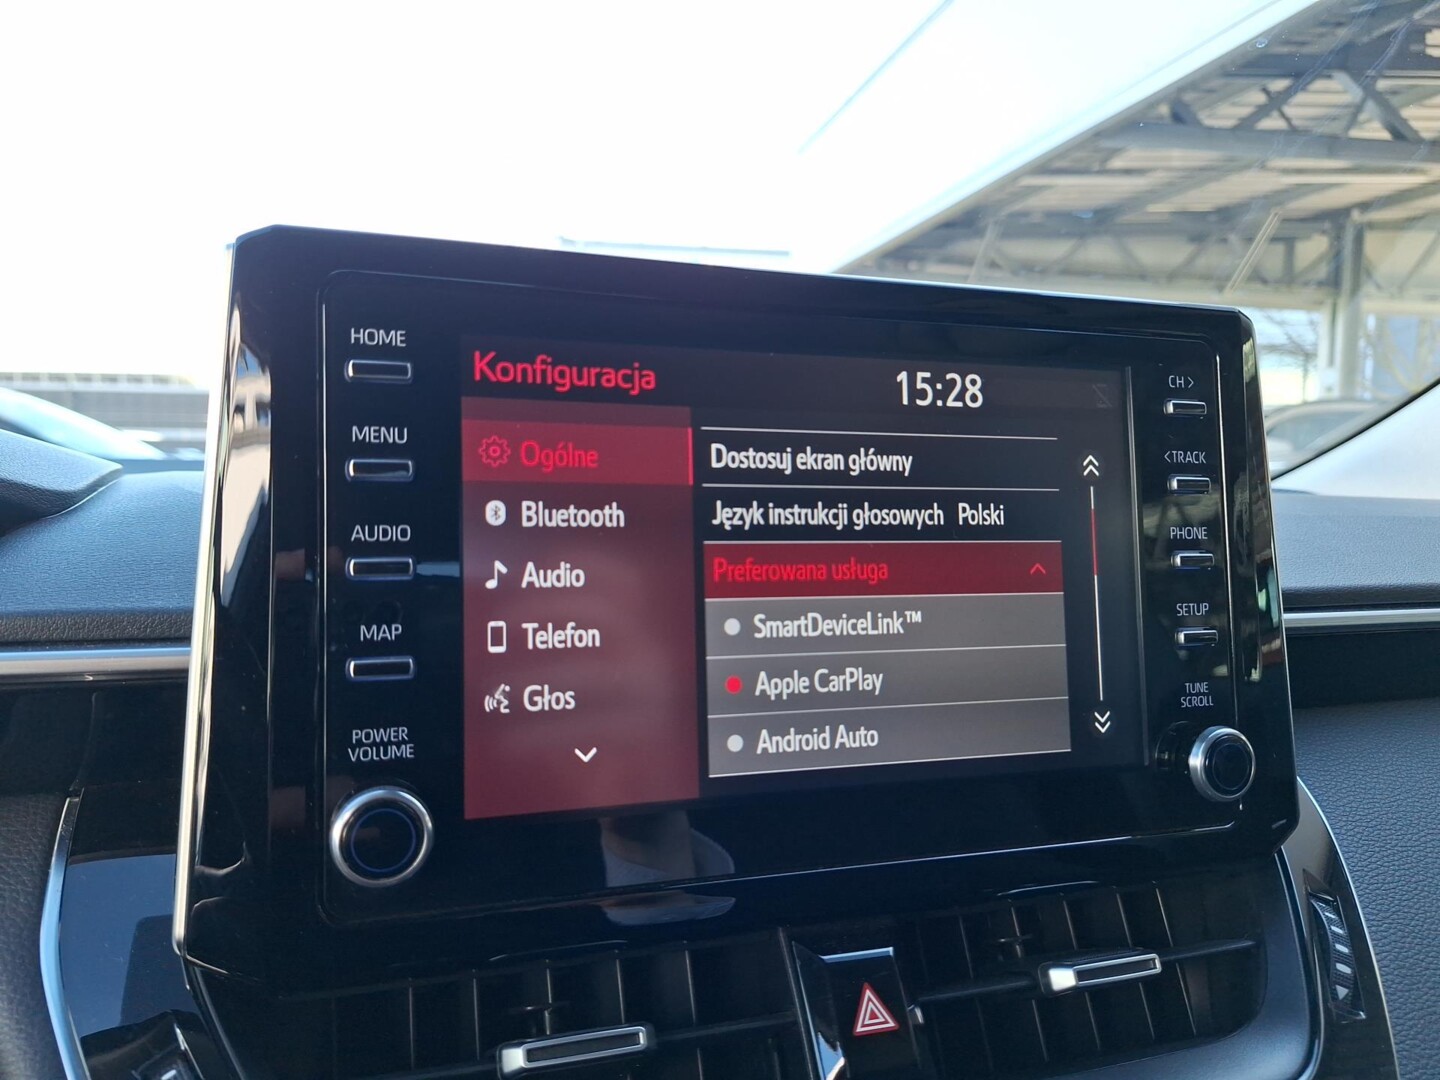 HOME
MENU
AUDIO
MAP
POWER
VOLUME
Konfiguracja
15:28
Ogólne
Bluetooth
Audio
Telefon
Głos
Dostosuj ekran główny
Język instrukcji głosowych Polski
Preferowana usługa
SmartDeviceLink™
Apple CarPlay
Android Auto
CH >
< TRACK
PHONE
SETUP
TUNE
SCROLL